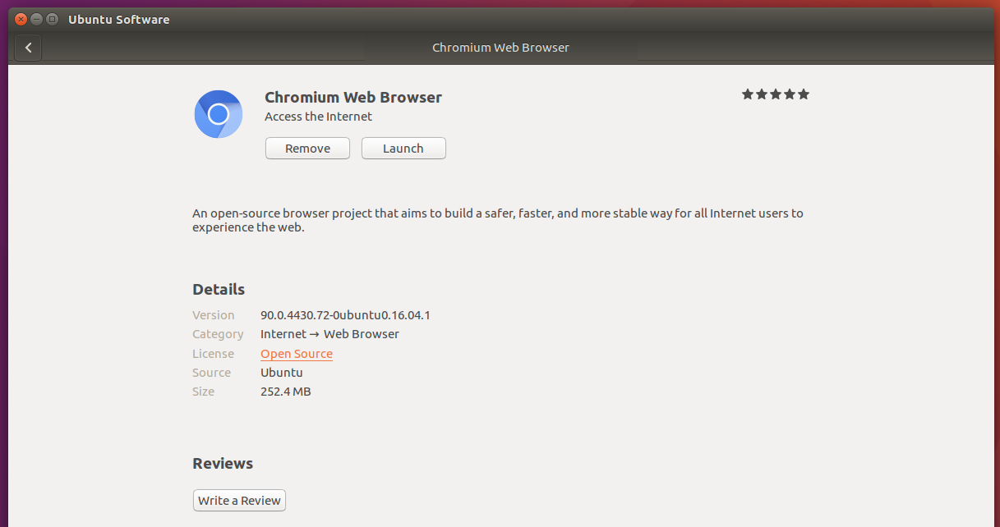 Ubuntu Software
Chromium Web Browser
Chromium Web Browser
Access the Internet
Remove Launch
An open-source browser project that aims to build a safer, faster, and more stable way for all Internet users to
experience the web.
Details
Version 90.0.4430.72-0ubuntu0.16.04.1
Category Internet → Web Browser
License Open Source
Source Ubuntu
Size 252.4 MB
Reviews
Write a Review